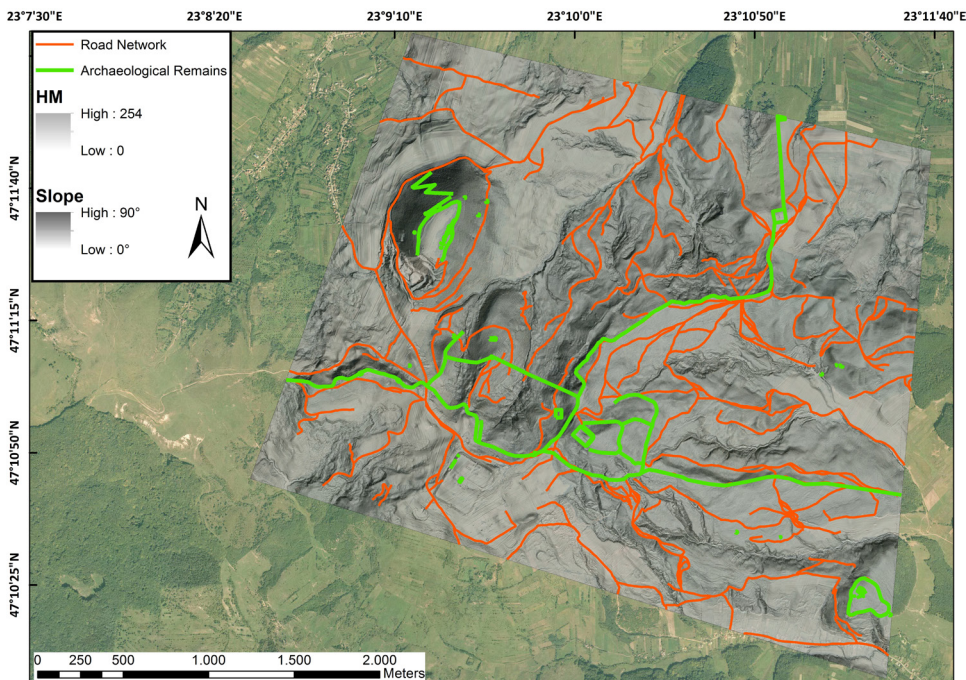 23°7'30"E 23°8'20"E 23°9'10"E 23°10'0"E 23°10'50"E 23°11'40"E
Road Network
Archaeological Remains
HM
High : 254
Low : 0
Slope
High : 90°
Low : 0°
N
47°11'40"N
47°11'15"N
47°10'50"N
47°10'25"N
0 250 500 1.000 1.500 2.000
Meters